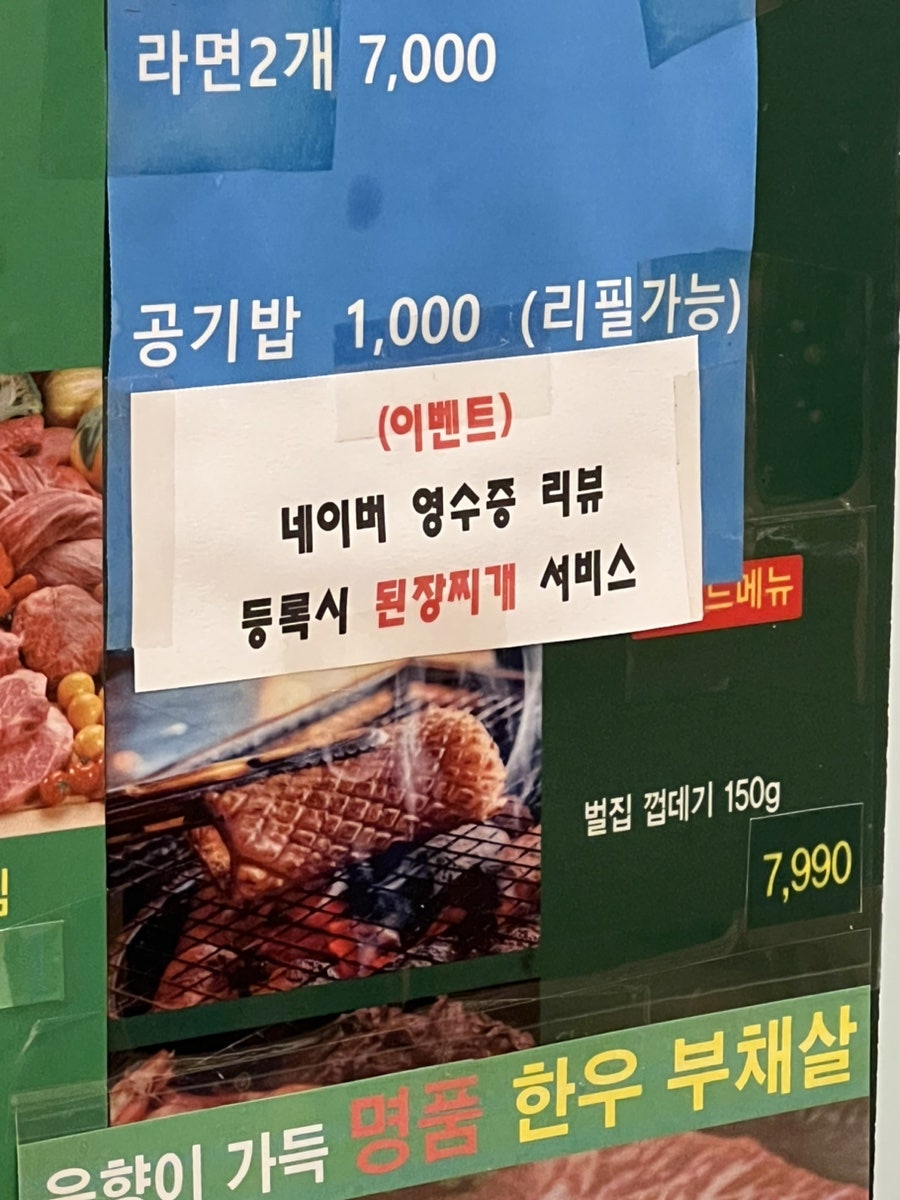 라면2개 7,000
공기밥 1,000 (리필가능)
(이벤트)
네이버 영수증 리뷰
등록시 된장찌개 서비스
벌집 껍데기 150g
7,990
가득 명품 한우 부채살